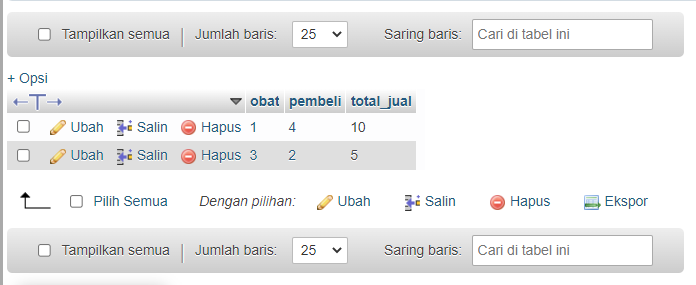 Tampilkan semua Jumlah baris: 25 Saring baris: Cari di tabel ini
+ Opsi
←T→ obat pembeli total_jual
Ubah Salin Hapus 1 4 10
Ubah Salin Hapus 3 2 5
Pilih Semua Dengan pilihan: Ubah Salin Hapus Ekspor
Tampilkan semua Jumlah baris: 25 Saring baris: Cari di tabel ini